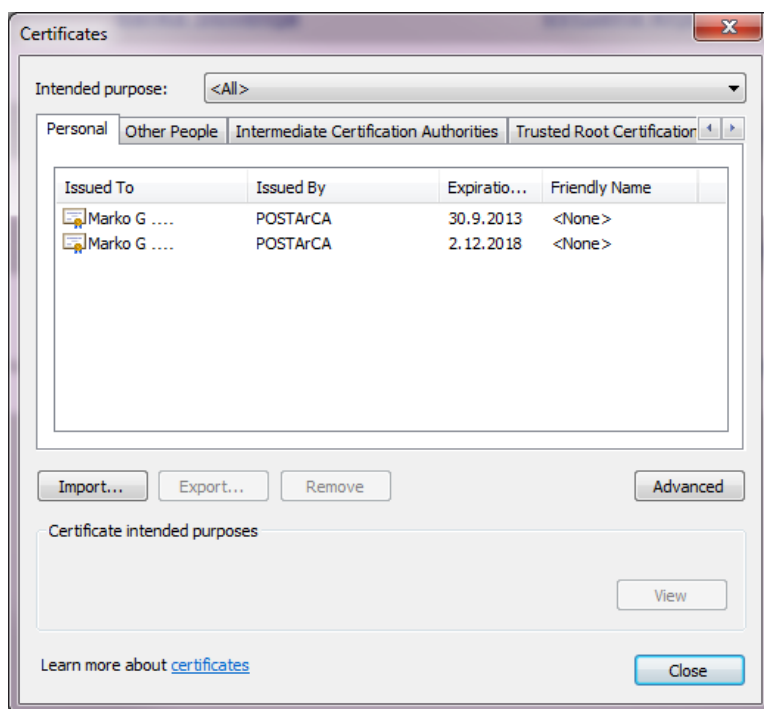 Certificates
Intended purpose: <All>
Personal Other People Intermediate Certification Authorities Trusted Root Certification
Issued To Issued By Expiratio... Friendly Name
Marko G .... POSTArCA 30.9.2013 <None>
Marko G .... POSTArCA 2.12.2018 <None>
Import... Export... Remove Advanced
Certificate intended purposes
View
Learn more about certificates
Close